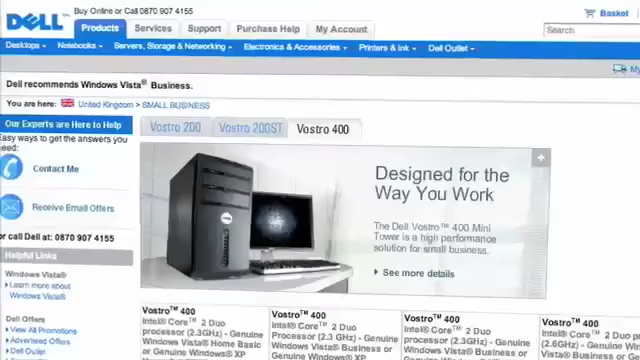 DELL™
Buy Online or Call 0870 907 4155
Basket
Products
Services
Support
Purchase Help
My Account
Search
Desktops
Notebooks
Servers, Storage & Networking
Electronics & Accessories
Printers & Ink
Dell Outlet
My
Dell recommends Windows Vista® Business.
You are here: United Kingdom > SMALL BUSINESS
Our Experts are Here to Help
Easy ways to get the answers you
need:
Contact Me
Receive Email Offers
or call Dell at: 0870 907 4155
Helpful Links
Windows Vista®
Learn more about
Windows Vista®
Dell Offers
View All Promotions
Advertised Offers
Dell Outlet
Vostro 200
Vostro 200ST
Vostro 400
Designed for the
Way You Work
The Dell Vostro™ 400 Mini
Tower is a high performance
solution for small business.
See more details
Vostro™ 400
Intel® Core™ 2 Duo
processor (2.3GHz) - Genuine
Windows Vista® Home Basic
or Genuine Windows® XP
Vostro™ 400
Intel® Core™ 2 Duo
processor (2.3GHz) - Genuine
Windows Vista® Business or
Genuine Windows® XP
Vostro™ 400
Intel® Core™ 2 Duo
processor (2.3GHz) - Genuine
Windows Vista® Business or
Genuine Windows
Vostro™ 400
Intel® Core™ 2 Duo
(2.6GHz) - Genuine
Windows Vista® Bus